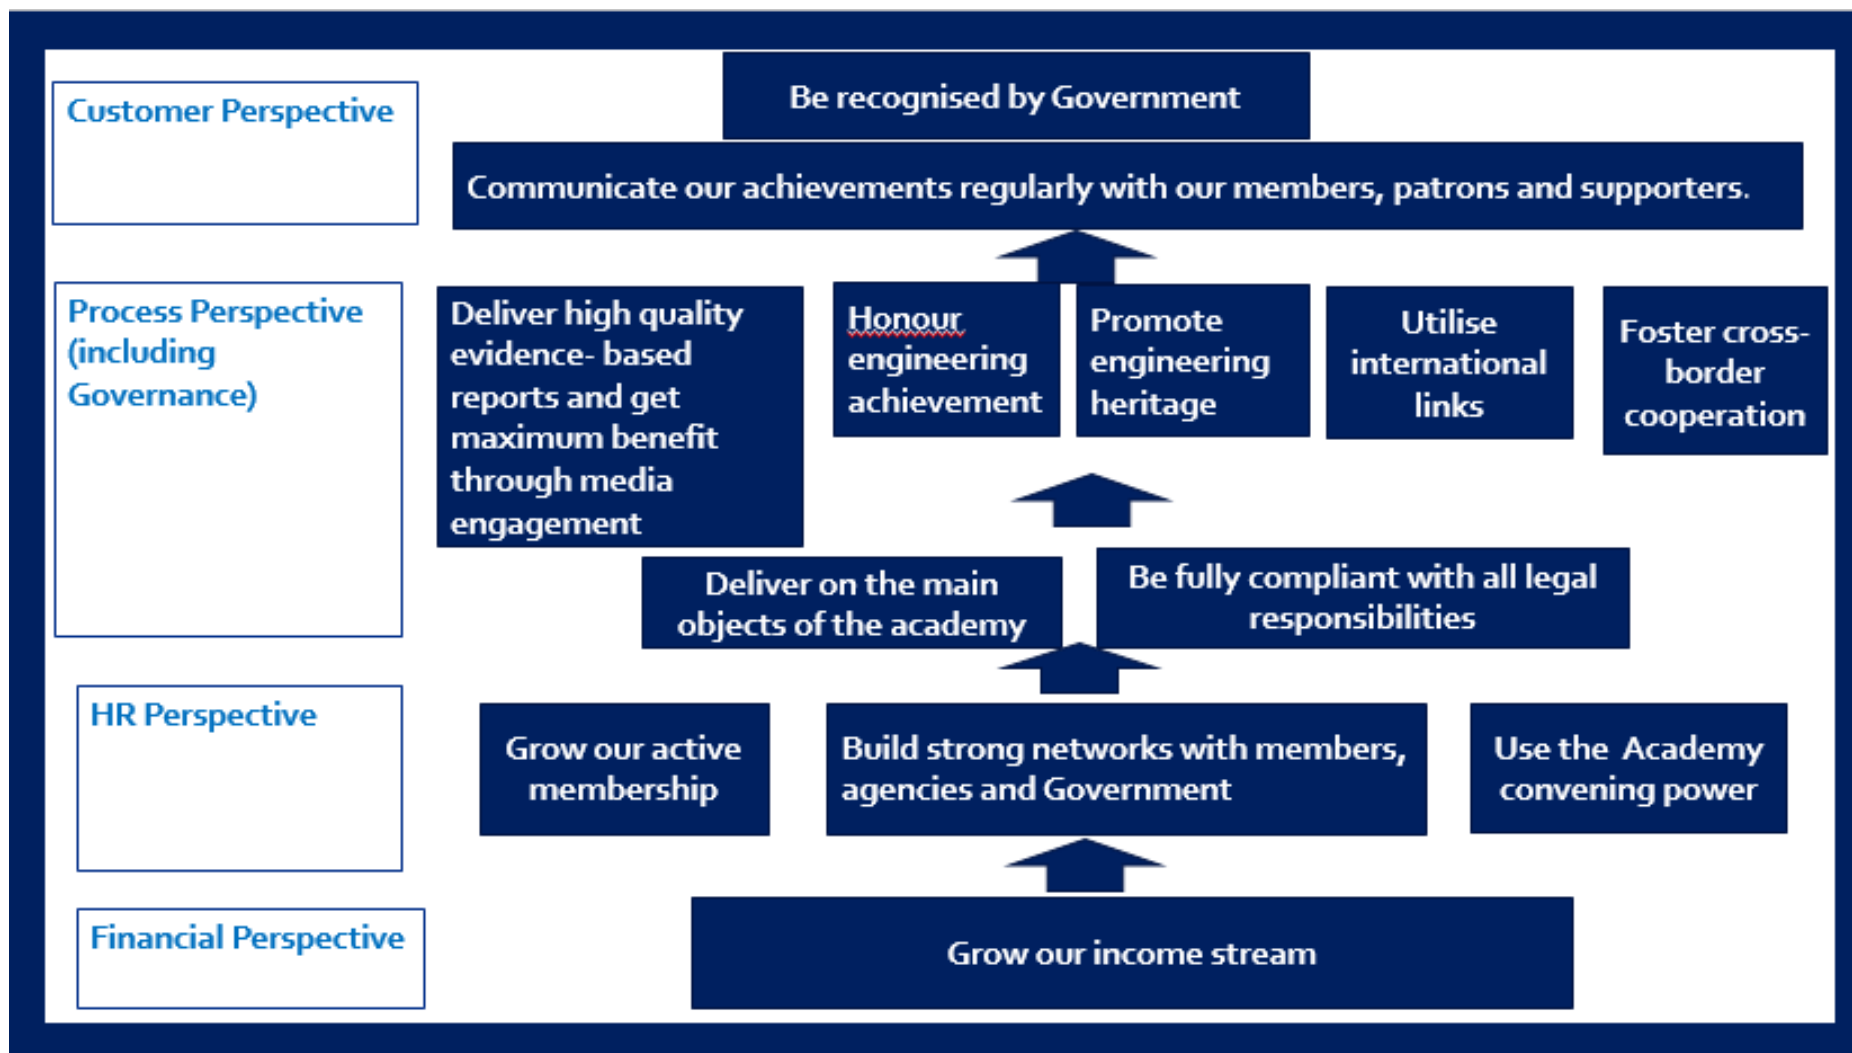 Customer Perspective
Be recognised by Government
Communicate our achievements regularly with our members, patrons and supporters.
Process Perspective
(including
Governance)
Deliver high quality
evidence- based
reports and get
maximum benefit
through media
engagement
Honour
engineering
achievement
Promote
engineering
heritage
Utilise
international
links
Foster cross-
border
cooperation
Deliver on the main
objects of the academy
Be fully compliant with all legal
responsibilities
HR Perspective
Grow our active
membership
Build strong networks with members,
agencies and Government
Use the  Academy
convening power
Financial Perspective
Grow our income stream